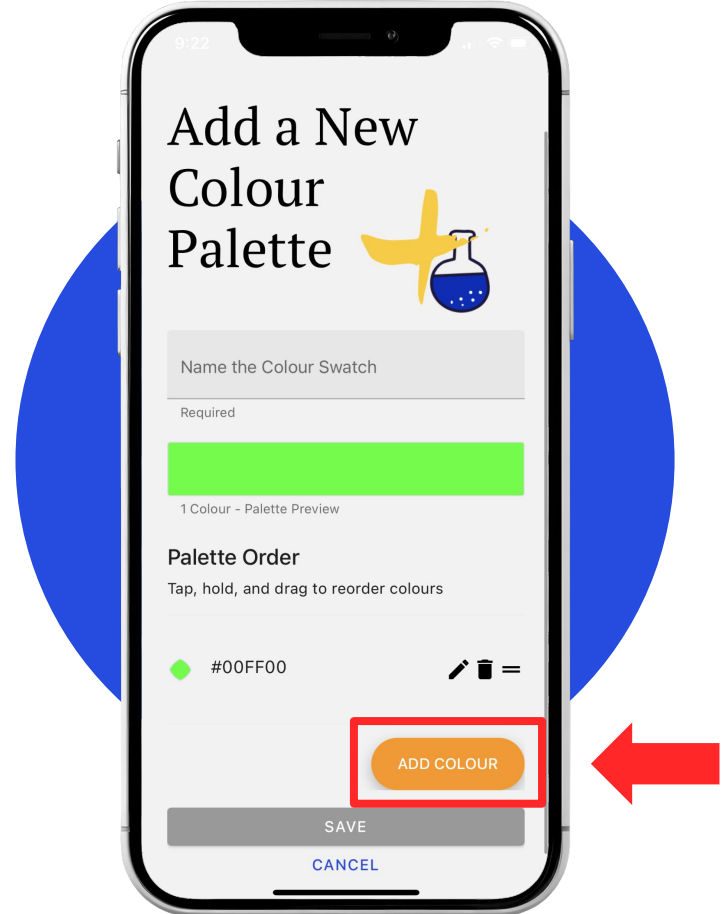 9:22
Add a New
Colour
Palette
Name the Colour Swatch
Required
1 Colour - Palette Preview
Palette Order
Tap, hold, and drag to reorder colours
#00FF00
ADD COLOUR
SAVE
CANCEL